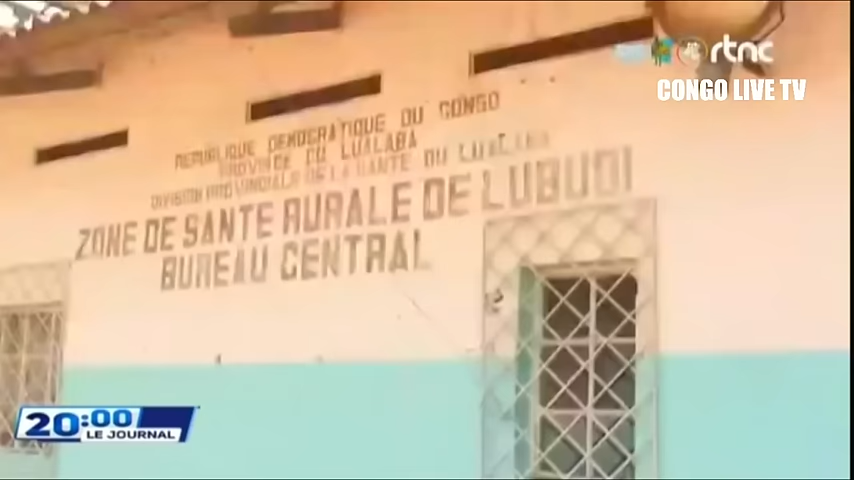 rtnc
CONGO LIVE TV
REPUBLIQUE DEMOCRATIQUE DU CONGO
PROVINCE DU LUALABA
DIVISION PROVINCIALE DE LA SANTE DU LUALABA
ZONE DE SANTE RURALE DE LUBUDI
BUREAU CENTRAL
20:00
LE JOURNAL